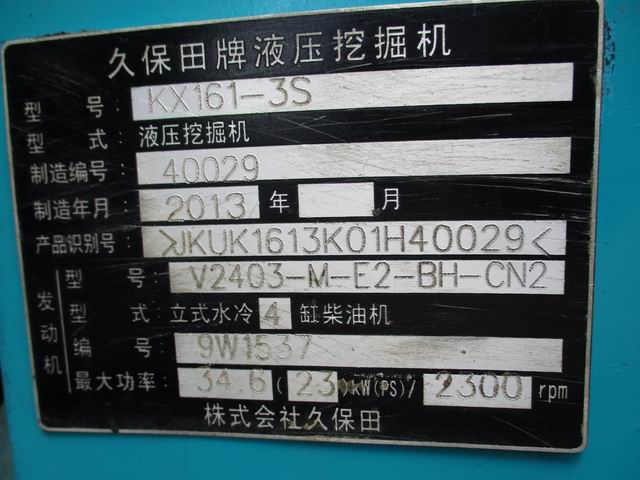 久保田牌液压挖掘机
型号: KX161-3S
型式: 液压挖掘机
制造编号: 40029
制造年月: 2013 年 月
产品识别号: >JKUK1613K01H40029<
发动机 型号: V2403-M-E2-BH-CN2
型式: 立式水冷 4 缸柴油机
编号: 9W1537
最大功率: 34.6 ( 23 )kW(PS)/ 2300 rpm
株式会社久保田